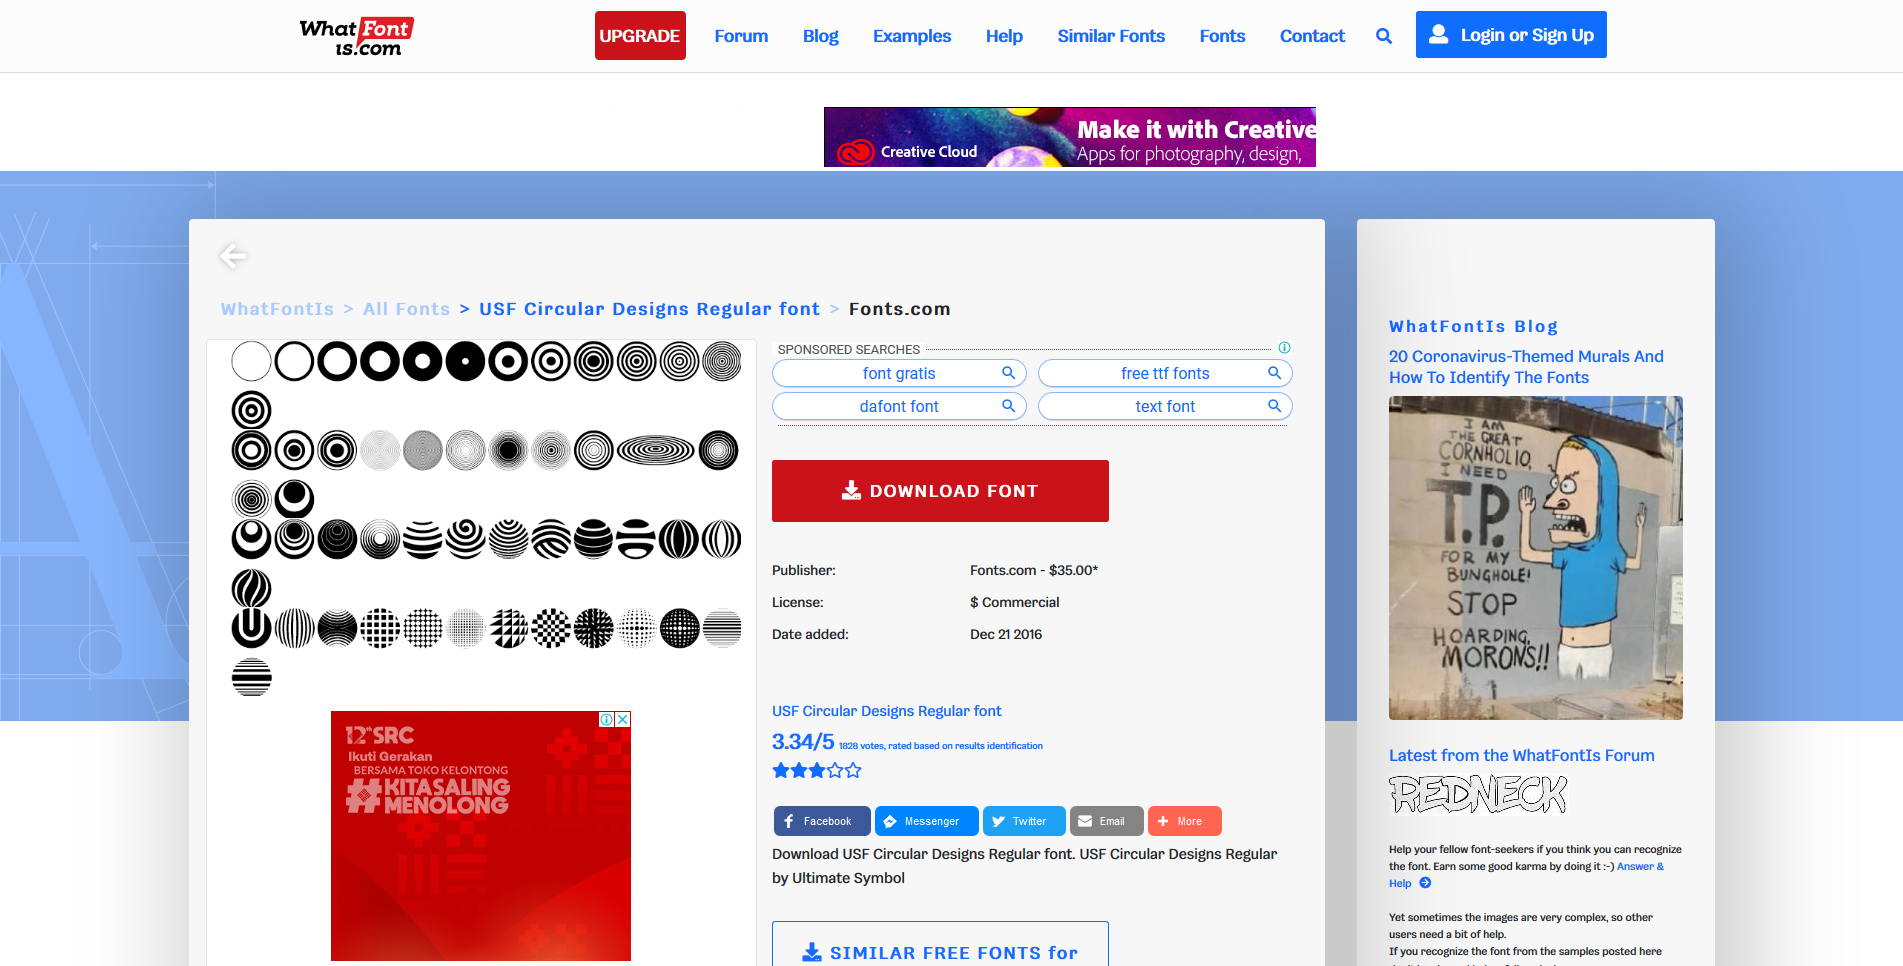 What Font
is.com
UPGRADE
Forum
Blog
Examples
Help
Similar Fonts
Fonts
Contact
Login or Sign Up
Creative Cloud
Make it with Creative
Apps for photography, design,
WhatFontIs > All Fonts > USF Circular Designs Regular font > Fonts.com
SPONSORED SEARCHES
font gratis
free ttf fonts
dafont font
text font
DOWNLOAD FONT
Publisher: Fonts.com - $35.00*
License: $ Commercial
Date added: Dec 21 2016
USF Circular Designs Regular font
3.34/5 1828 votes, rated based on results identification
Facebook
Messenger
Twitter
Email
More
Download USF Circular Designs Regular font. USF Circular Designs Regular
by Ultimate Symbol
SIMILAR FREE FONTS for
12th SRC
Ikuti Gerakan
BERSAMA TOKO KELONTONG
#KITASALING
MENOLONG
WhatFontIs Blog
20 Coronavirus-Themed Murals And
How To Identify The Fonts
I AM
THE GREAT
CORNHOLIO,
I NEED
T.P.
FOR MY
BUNGHOLE!
STOP
HOARDING,
MORONS!!
Latest from the WhatFontIs Forum
REDNECK
Help your fellow font-seekers if you think you can recognize
the font. Earn some good karma by doing it :-) Answer &
Help
Yet sometimes the images are very complex, so other
users need a bit of help.
If you recognize the font from the samples posted here